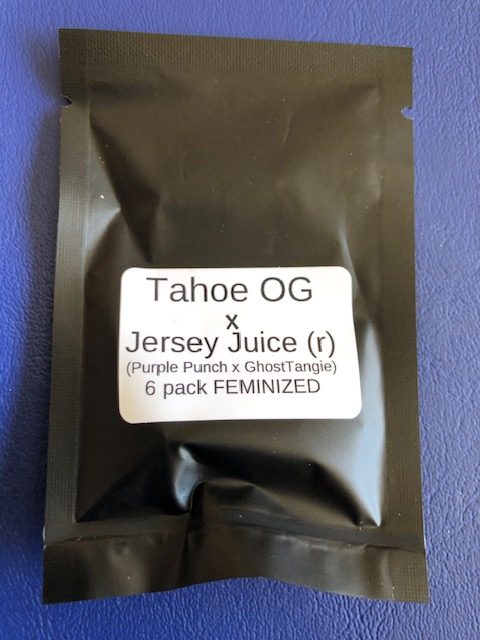 Tahoe OG
x
Jersey Juice (r)
(Purple Punch x GhostTangie)
6 pack FEMINIZED